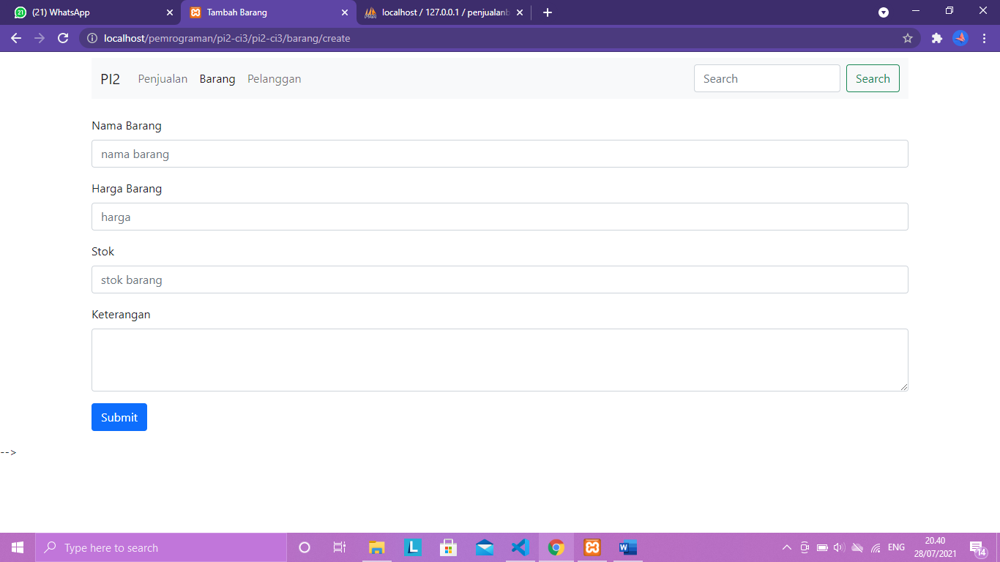 21 (21) WhatsApp
Tambah Barang
localhost / 127.0.0.1 / penjualanb
localhost/pemrograman/pi2-ci3/pi2-ci3/barang/create
PI2 Penjualan Barang Pelanggan Search Search
Nama Barang
nama barang
Harga Barang
harga
Stok
stok barang
Keterangan
Submit
-->
Type here to search
L
W
ENG
20.40
28/07/2021
14